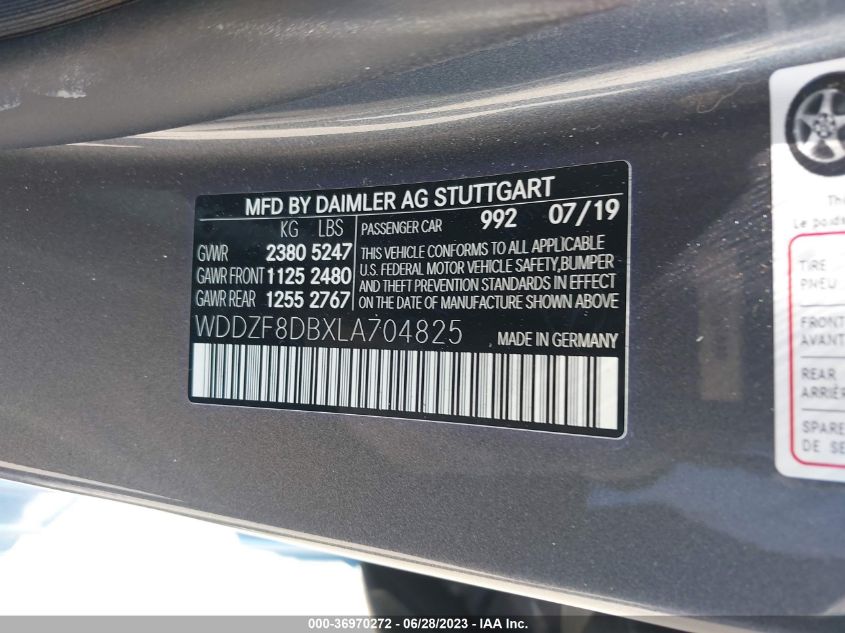 MFD BY DAIMLER AG STUTTGART
KG LBS PASSENGER CAR 992 07/19
GVWR 2380 5247
GAWR FRONT 1125 2480
GAWR REAR 1255 2767
THIS VEHICLE CONFORMS TO ALL APPLICABLE
U.S. FEDERAL MOTOR VEHICLE SAFETY,BUMPER
AND THEFT PREVENTION STANDARDS IN EFFECT
ON THE DATE OF MANUFACTURE SHOWN ABOVE
WDDZF8DBXLA704825 MADE IN GERMANY
Le poids
TIRE
PNEU
FRONT
AVANT
REAR
ARRIÈR
SPARE
DE SE
000-36970272 - 06/28/2023 - IAA Inc.